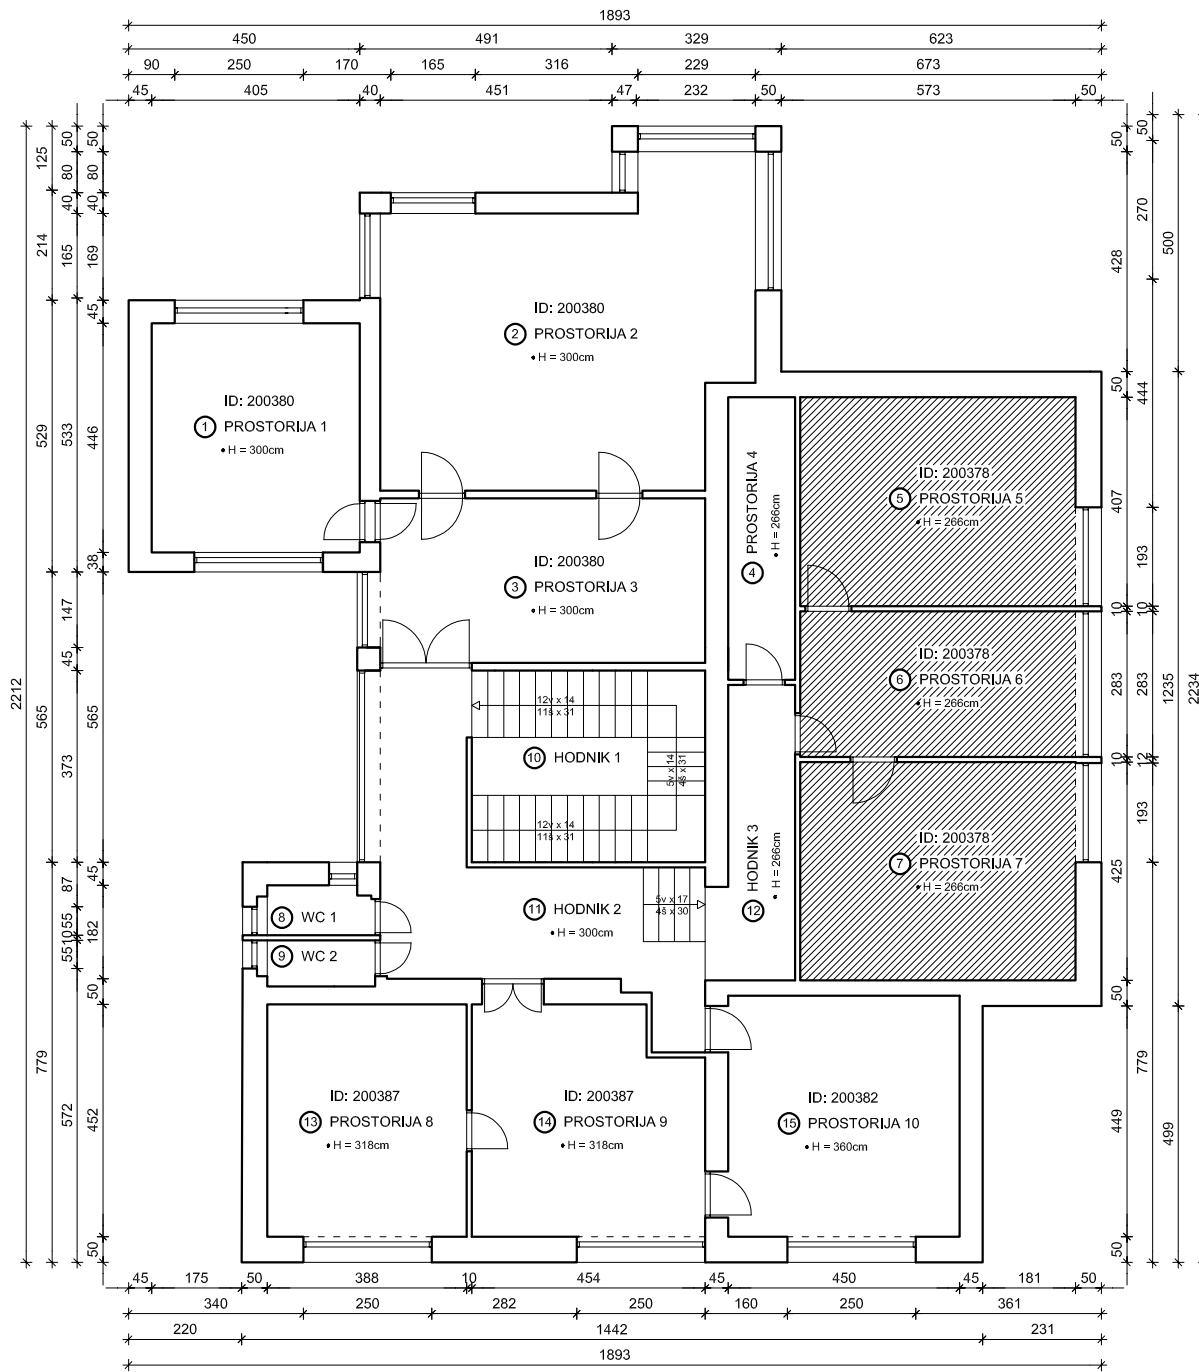 1893
450 491 329 623
90 250 170 165 316 229 673
45 405 40 451 47 232 50 573 50
2212
125 214 529 565 779
50 80 40 165 533 147 45 373 87 55 10 55 572
50 80 40 169 45 446 38 565 45 182 50 452 50
ID: 200380
2 PROSTORIJA 2
• H = 300cm
ID: 200380
1 PROSTORIJA 1
• H = 300cm
4 PROSTORIJA 4
• H = 266cm
ID: 200378
5 PROSTORIJA 5
• H = 266cm
ID: 200380
3 PROSTORIJA 3
• H = 300cm
ID: 200378
6 PROSTORIJA 6
• H = 266cm
12v x 14
11š x 31
10 HODNIK 1
5v x 14
4š x 31
12v x 14
11š x 31
ID: 200378
7 PROSTORIJA 7
• H = 266cm
12 HODNIK 3
• H = 266cm
8 WC 1
11 HODNIK 2
• H = 300cm
5v x 17
4š x 30
9 WC 2
ID: 200387
13 PROSTORIJA 8
• H = 318cm
ID: 200387
14 PROSTORIJA 9
• H = 318cm
ID: 200382
15 PROSTORIJA 10
• H = 360cm
50 428 50 407 10 283 10 425 50 449 50
50 270 444 193 10 283 12 193 779
500 1235 499
2234
45 175 50 388 10 454 45 450 45 181 50
340 250 282 250 160 250 361
220 1442 231
1893